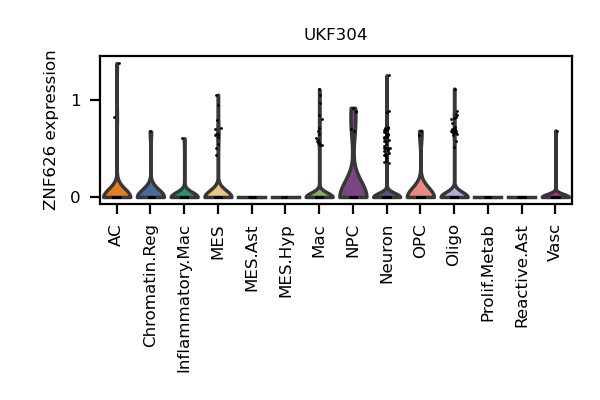 UKF304
ZNF626 expression
1
0
AC
Chromatin.Reg
Inflammatory.Mac
MES
MES.Ast
MES.Hyp
Mac
NPC
Neuron
OPC
Oligo
Prolif.Metab
Reactive.Ast
Vasc